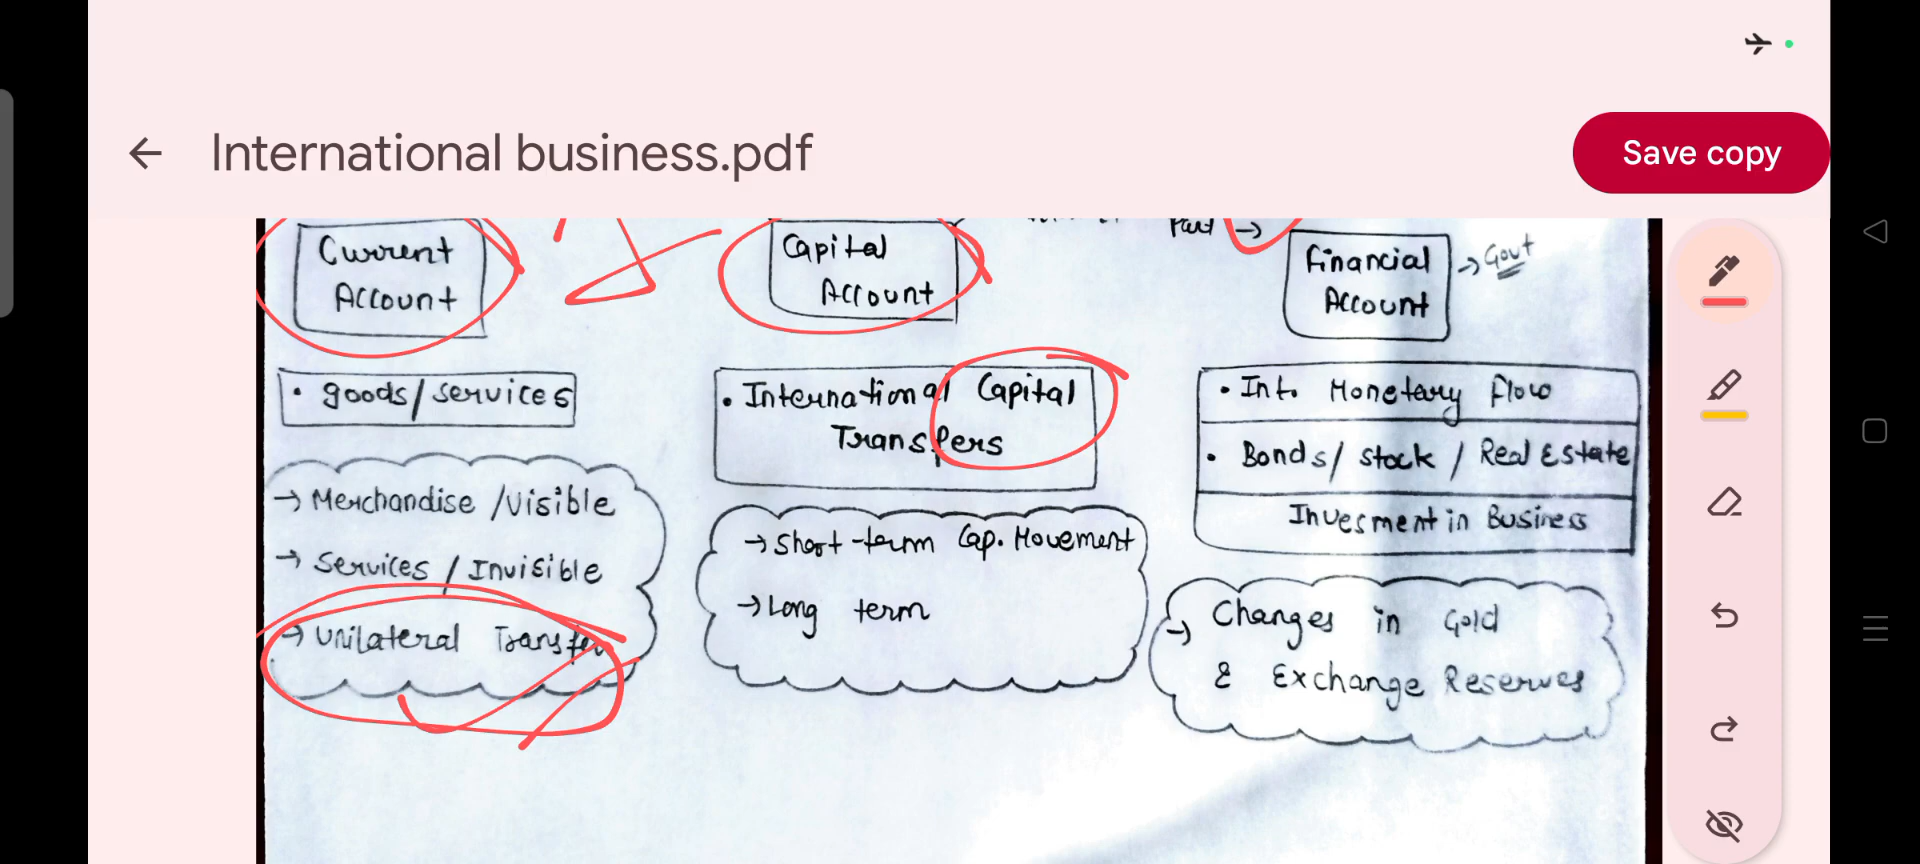 International business.pdf
Save copy
Part →
Current
Account
Capital
Account
Financial
Account
→ Govt
• goods/services
• International Capital
Transfers
• Int. Monetary flow
• Bonds/ stock / Real Estate
Invesment in Business
→ Merchandise /Visible
→ Services / Invisible
→ Unilateral Transfer
→ Short-term Cap. Movement
→ Long term
→ Changes in Gold
& Exchange Reserves